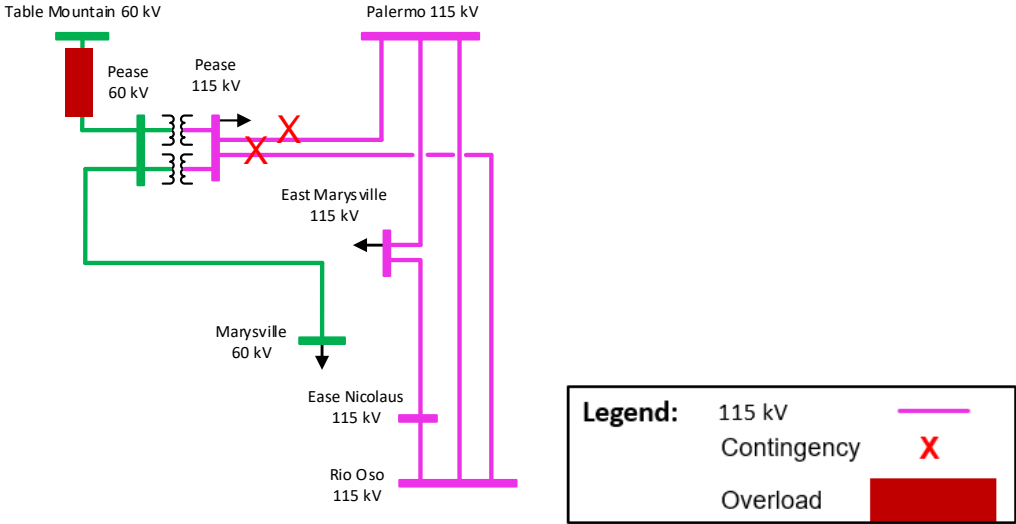 Table Mountain 60 kV
Palermo 115 kV
Pease
60 kV
Pease
115 kV
X
X
East Marysville
115 kV
Marysville
60 kV
Ease Nicolaus
115 kV
Rio Oso
115 kV
Legend:
115 kV
Contingency X
Overload